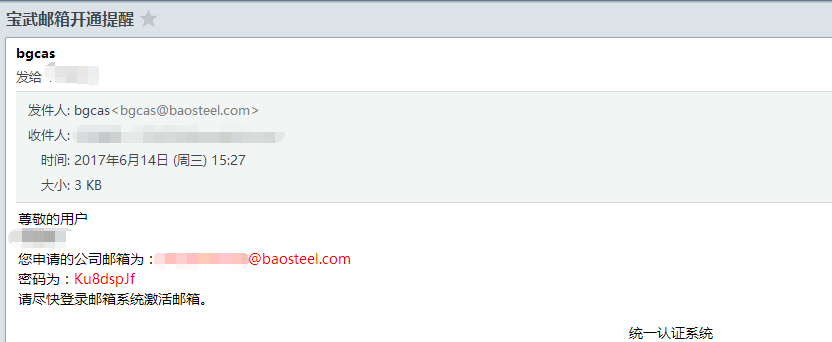 宝武邮箱开通提醒
bgcas
发给
发件人: bgcas<bgcas@baosteel.com>
收件人:
时间: 2017年6月14日 (周三) 15:27
大小: 3 KB
尊敬的用户
您申请的公司邮箱为：@baosteel.com
密码为：Ku8dspJf
请尽快登录邮箱系统激活邮箱。
统一认证系统